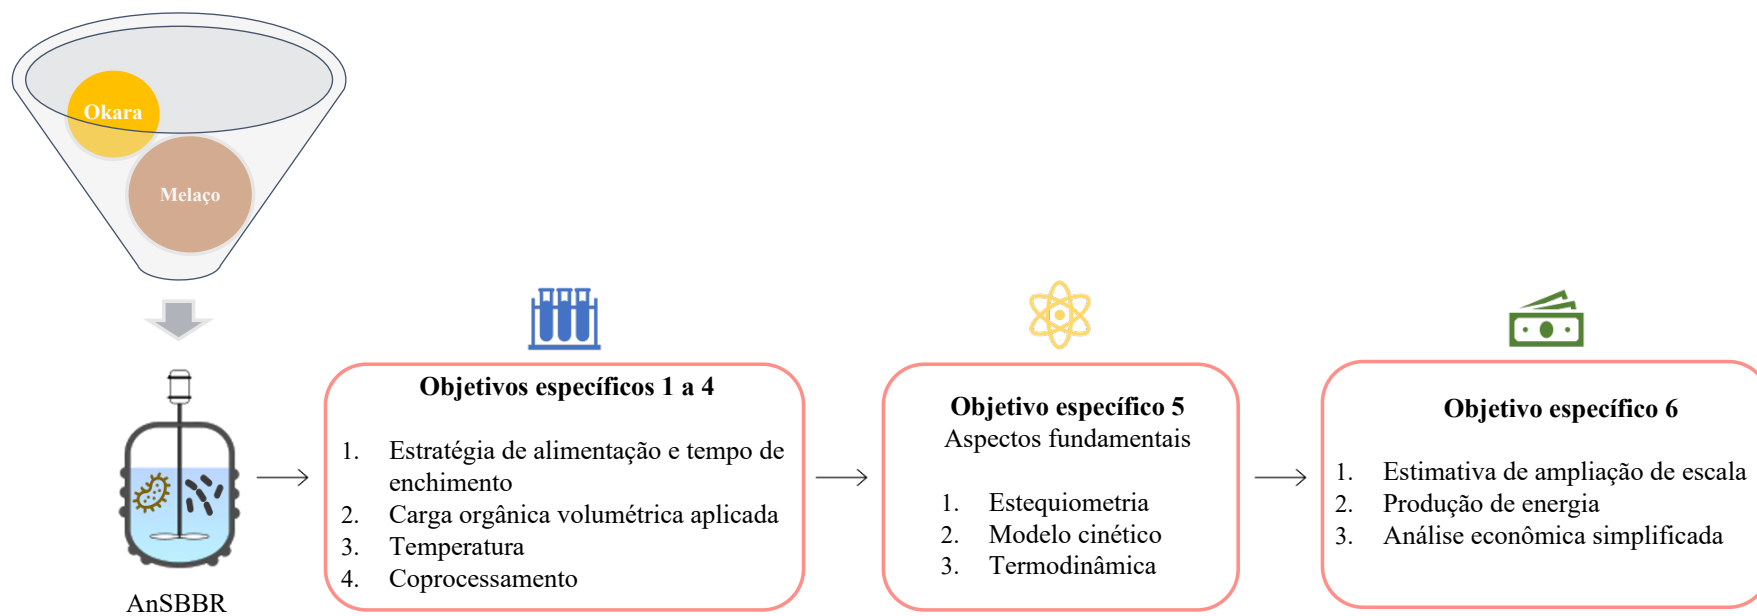 Okara
Melaço
AnSBBR
Objetivos específicos 1 a 4
1. Estratégia de alimentação e tempo de
enchimento
2. Carga orgânica volumétrica aplicada
3. Temperatura
4. Coprocessamento
Objetivo específico 5
Aspectos fundamentais
1. Estequiometria
2. Modelo cinético
3. Termodinâmica
Objetivo específico 6
1. Estimativa de ampliação de escala
2. Produção de energia
3. Análise econômica simplificada